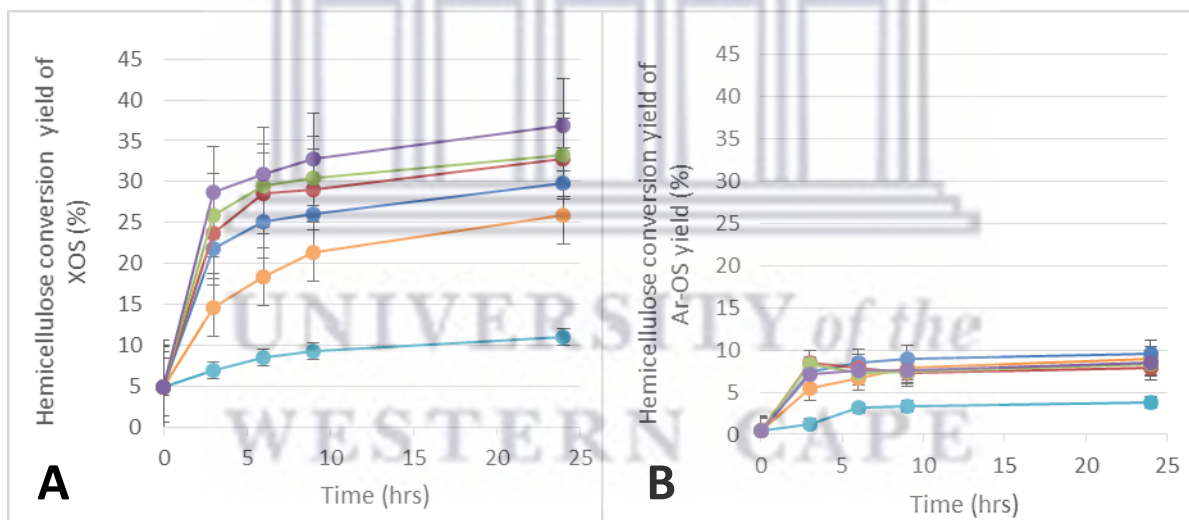 Hemicellulose conversion yield of
XOS (%)
45
40
35
30
25
20
15
10
5
0
0 5 10 15 20 25
Time (hrs)
A
Hemicellulose conversion yield of
Ar-OS yield (%)
45
40
35
30
25
20
15
10
5
0
0 5 10 15 20 25
Time (hrs)
B
UNIVERSITY of the
WESTERN CAPE